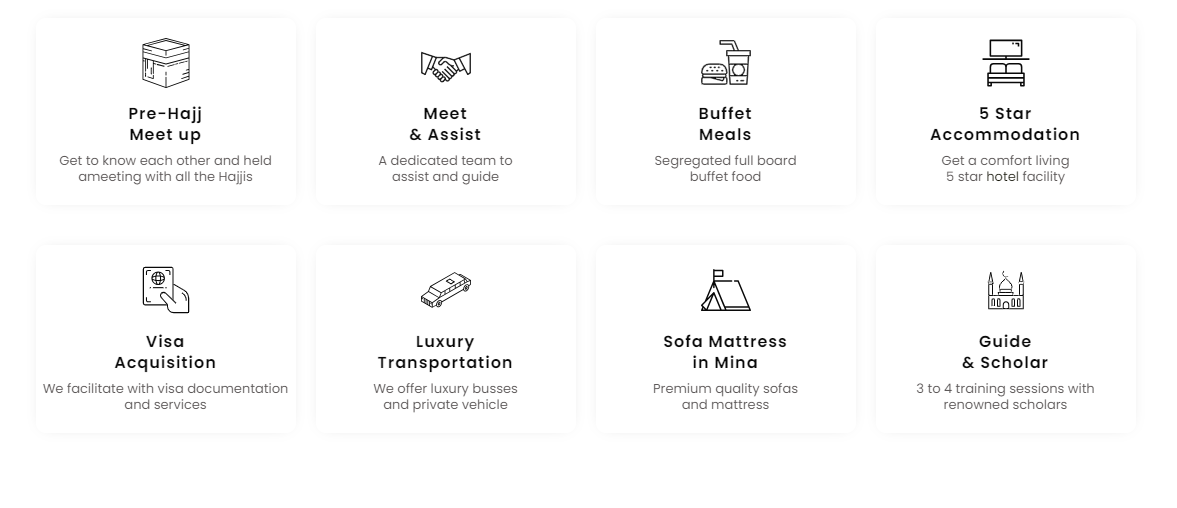 Pre-Hajj
Meet up
Get to know each other and held
ameeting with all the Hajjis
Meet
& Assist
A dedicated team to
assist and guide
Buffet
Meals
Segregated full board
buffet food
5 Star
Accommodation
Get a comfort living
5 star hotel facility
Visa
Acquisition
We facilitate with visa documentation
and services
Luxury
Transportation
We offer luxury busses
and private vehicle
Sofa Mattress
in Mina
Premium quality sofas
and mattress
Guide
& Scholar
3 to 4 training sessions with
renowned scholars